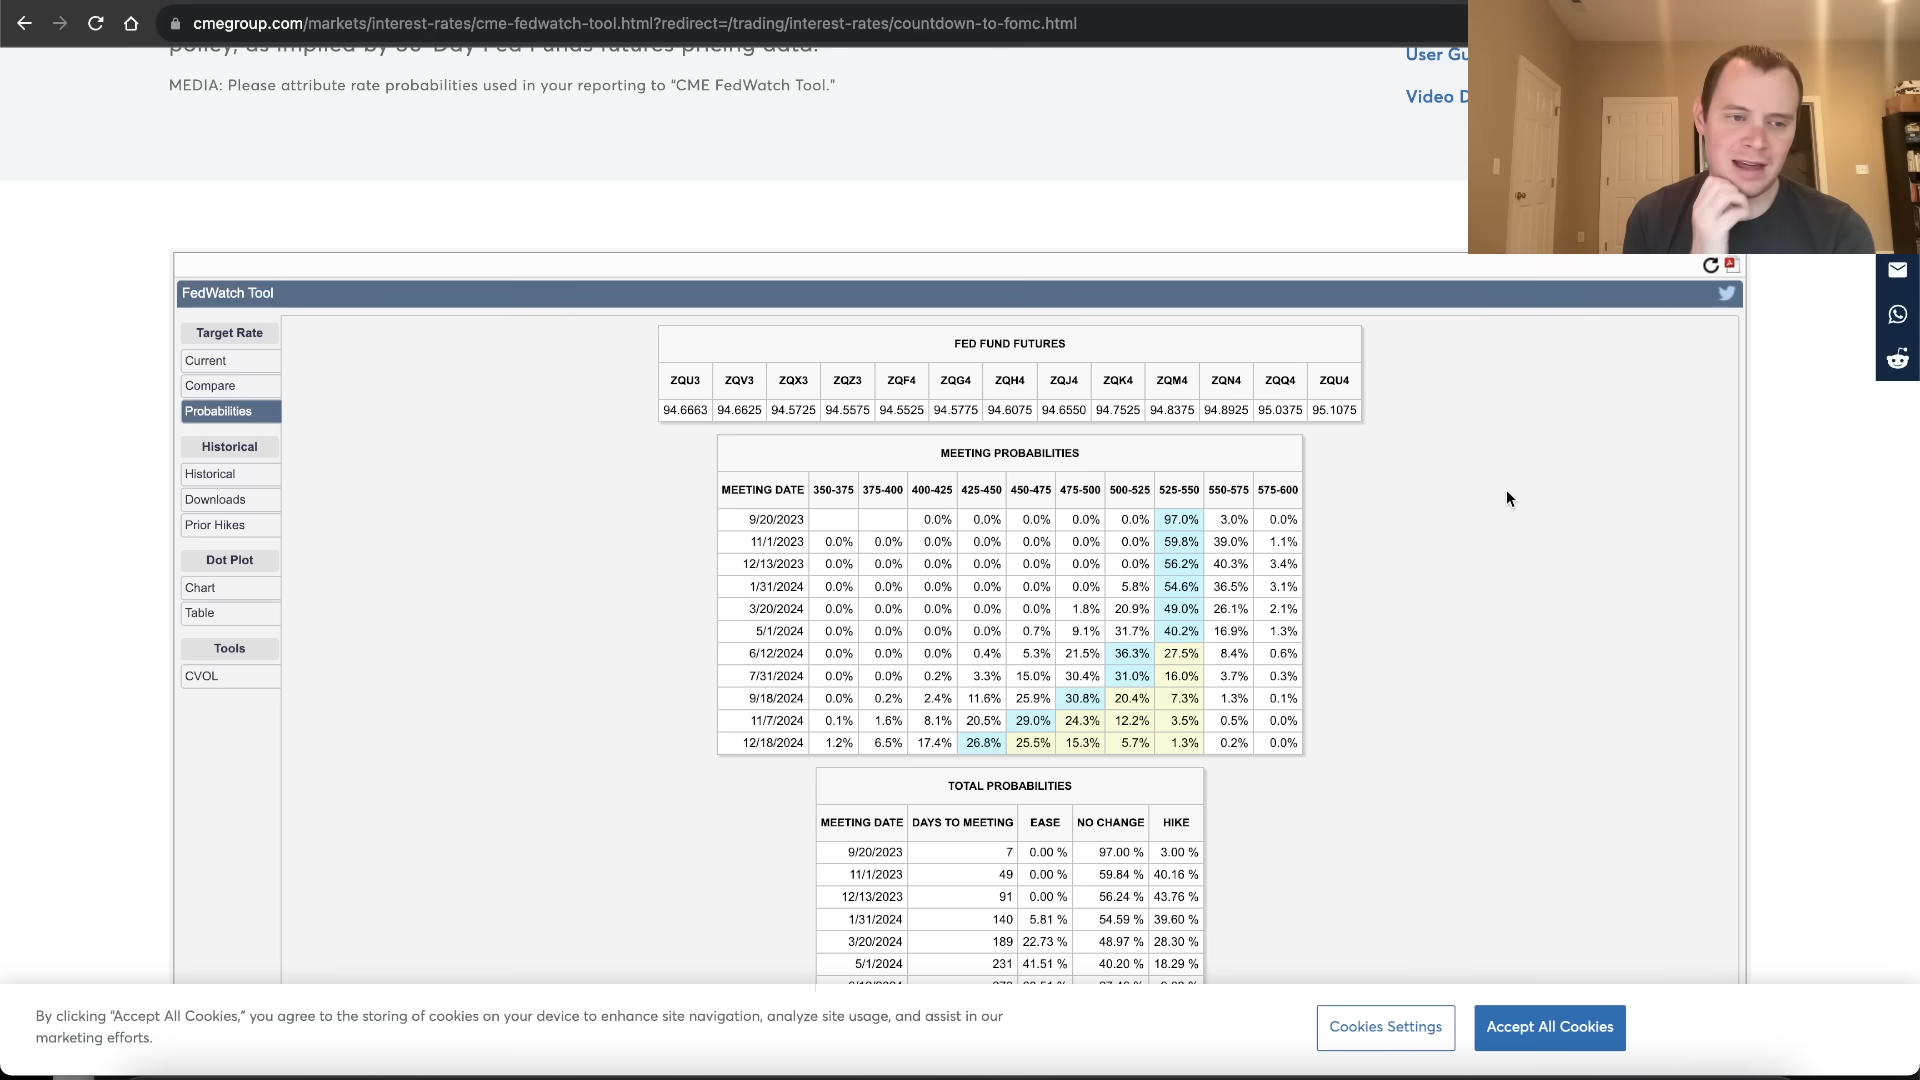 cmegroup.com/markets/interest-rates/cme-fedwatch-tool.html?redirect=/trading/interest-rates/countdown-to-fomc.html
policy, as implied by 30-Day Fed Funds futures pricing data.
MEDIA: Please attribute rate probabilities used in your reporting to “CME FedWatch Tool.”
User Gu
Video D
FedWatch Tool
Target Rate
Current
Compare
Probabilities
Historical
Historical
Downloads
Prior Hikes
Dot Plot
Chart
Table
Tools
CVOL
FED FUND FUTURES
ZQU3 ZQV3 ZQX3 ZQZ3 ZQF4 ZQG4 ZQH4 ZQJ4 ZQK4 ZQM4 ZQN4 ZQQ4 ZQU4
94.6663 94.6625 94.5725 94.5575 94.5525 94.5775 94.6075 94.6550 94.7525 94.8375 94.8925 95.0375 95.1075
MEETING PROBABILITIES
MEETING DATE 350-375 375-400 400-425 425-450 450-475 475-500 500-525 525-550 550-575 575-600
9/20/2023 0.0% 0.0% 0.0% 0.0% 0.0% 97.0% 3.0% 0.0%
11/1/2023 0.0% 0.0% 0.0% 0.0% 0.0% 0.0% 0.0% 59.8% 39.0% 1.1%
12/13/2023 0.0% 0.0% 0.0% 0.0% 0.0% 0.0% 0.0% 56.2% 40.3% 3.4%
1/31/2024 0.0% 0.0% 0.0% 0.0% 0.0% 0.0% 5.8% 54.6% 36.5% 3.1%
3/20/2024 0.0% 0.0% 0.0% 0.0% 0.0% 1.8% 20.9% 49.0% 26.1% 2.1%
5/1/2024 0.0% 0.0% 0.0% 0.0% 0.7% 9.1% 31.7% 40.2% 16.9% 1.3%
6/12/2024 0.0% 0.0% 0.0% 0.4% 5.3% 21.5% 36.3% 27.5% 8.4% 0.6%
7/31/2024 0.0% 0.0% 0.2% 3.3% 15.0% 30.4% 31.0% 16.0% 3.7% 0.3%
9/18/2024 0.0% 0.2% 2.4% 11.6% 25.9% 30.8% 20.4% 7.3% 1.3% 0.1%
11/7/2024 0.1% 1.6% 8.1% 20.5% 29.0% 24.3% 12.2% 3.5% 0.5% 0.0%
12/18/2024 1.2% 6.5% 17.4% 26.8% 25.5% 15.3% 5.7% 1.3% 0.2% 0.0%
TOTAL PROBABILITIES
MEETING DATE DAYS TO MEETING EASE NO CHANGE HIKE
9/20/2023 7 0.00 % 97.00 % 3.00 %
11/1/2023 49 0.00 % 59.84 % 40.16 %
12/13/2023 91 0.00 % 56.24 % 43.76 %
1/31/2024 140 5.81 % 54.59 % 39.60 %
3/20/2024 189 22.73 % 48.97 % 28.30 %
5/1/2024 231 41.51 % 40.20 % 18.29 %
By clicking “Accept All Cookies,” you agree to the storing of cookies on your device to enhance site navigation, analyze site usage, and assist in our
marketing efforts.
Cookies Settings
Accept All Cookies